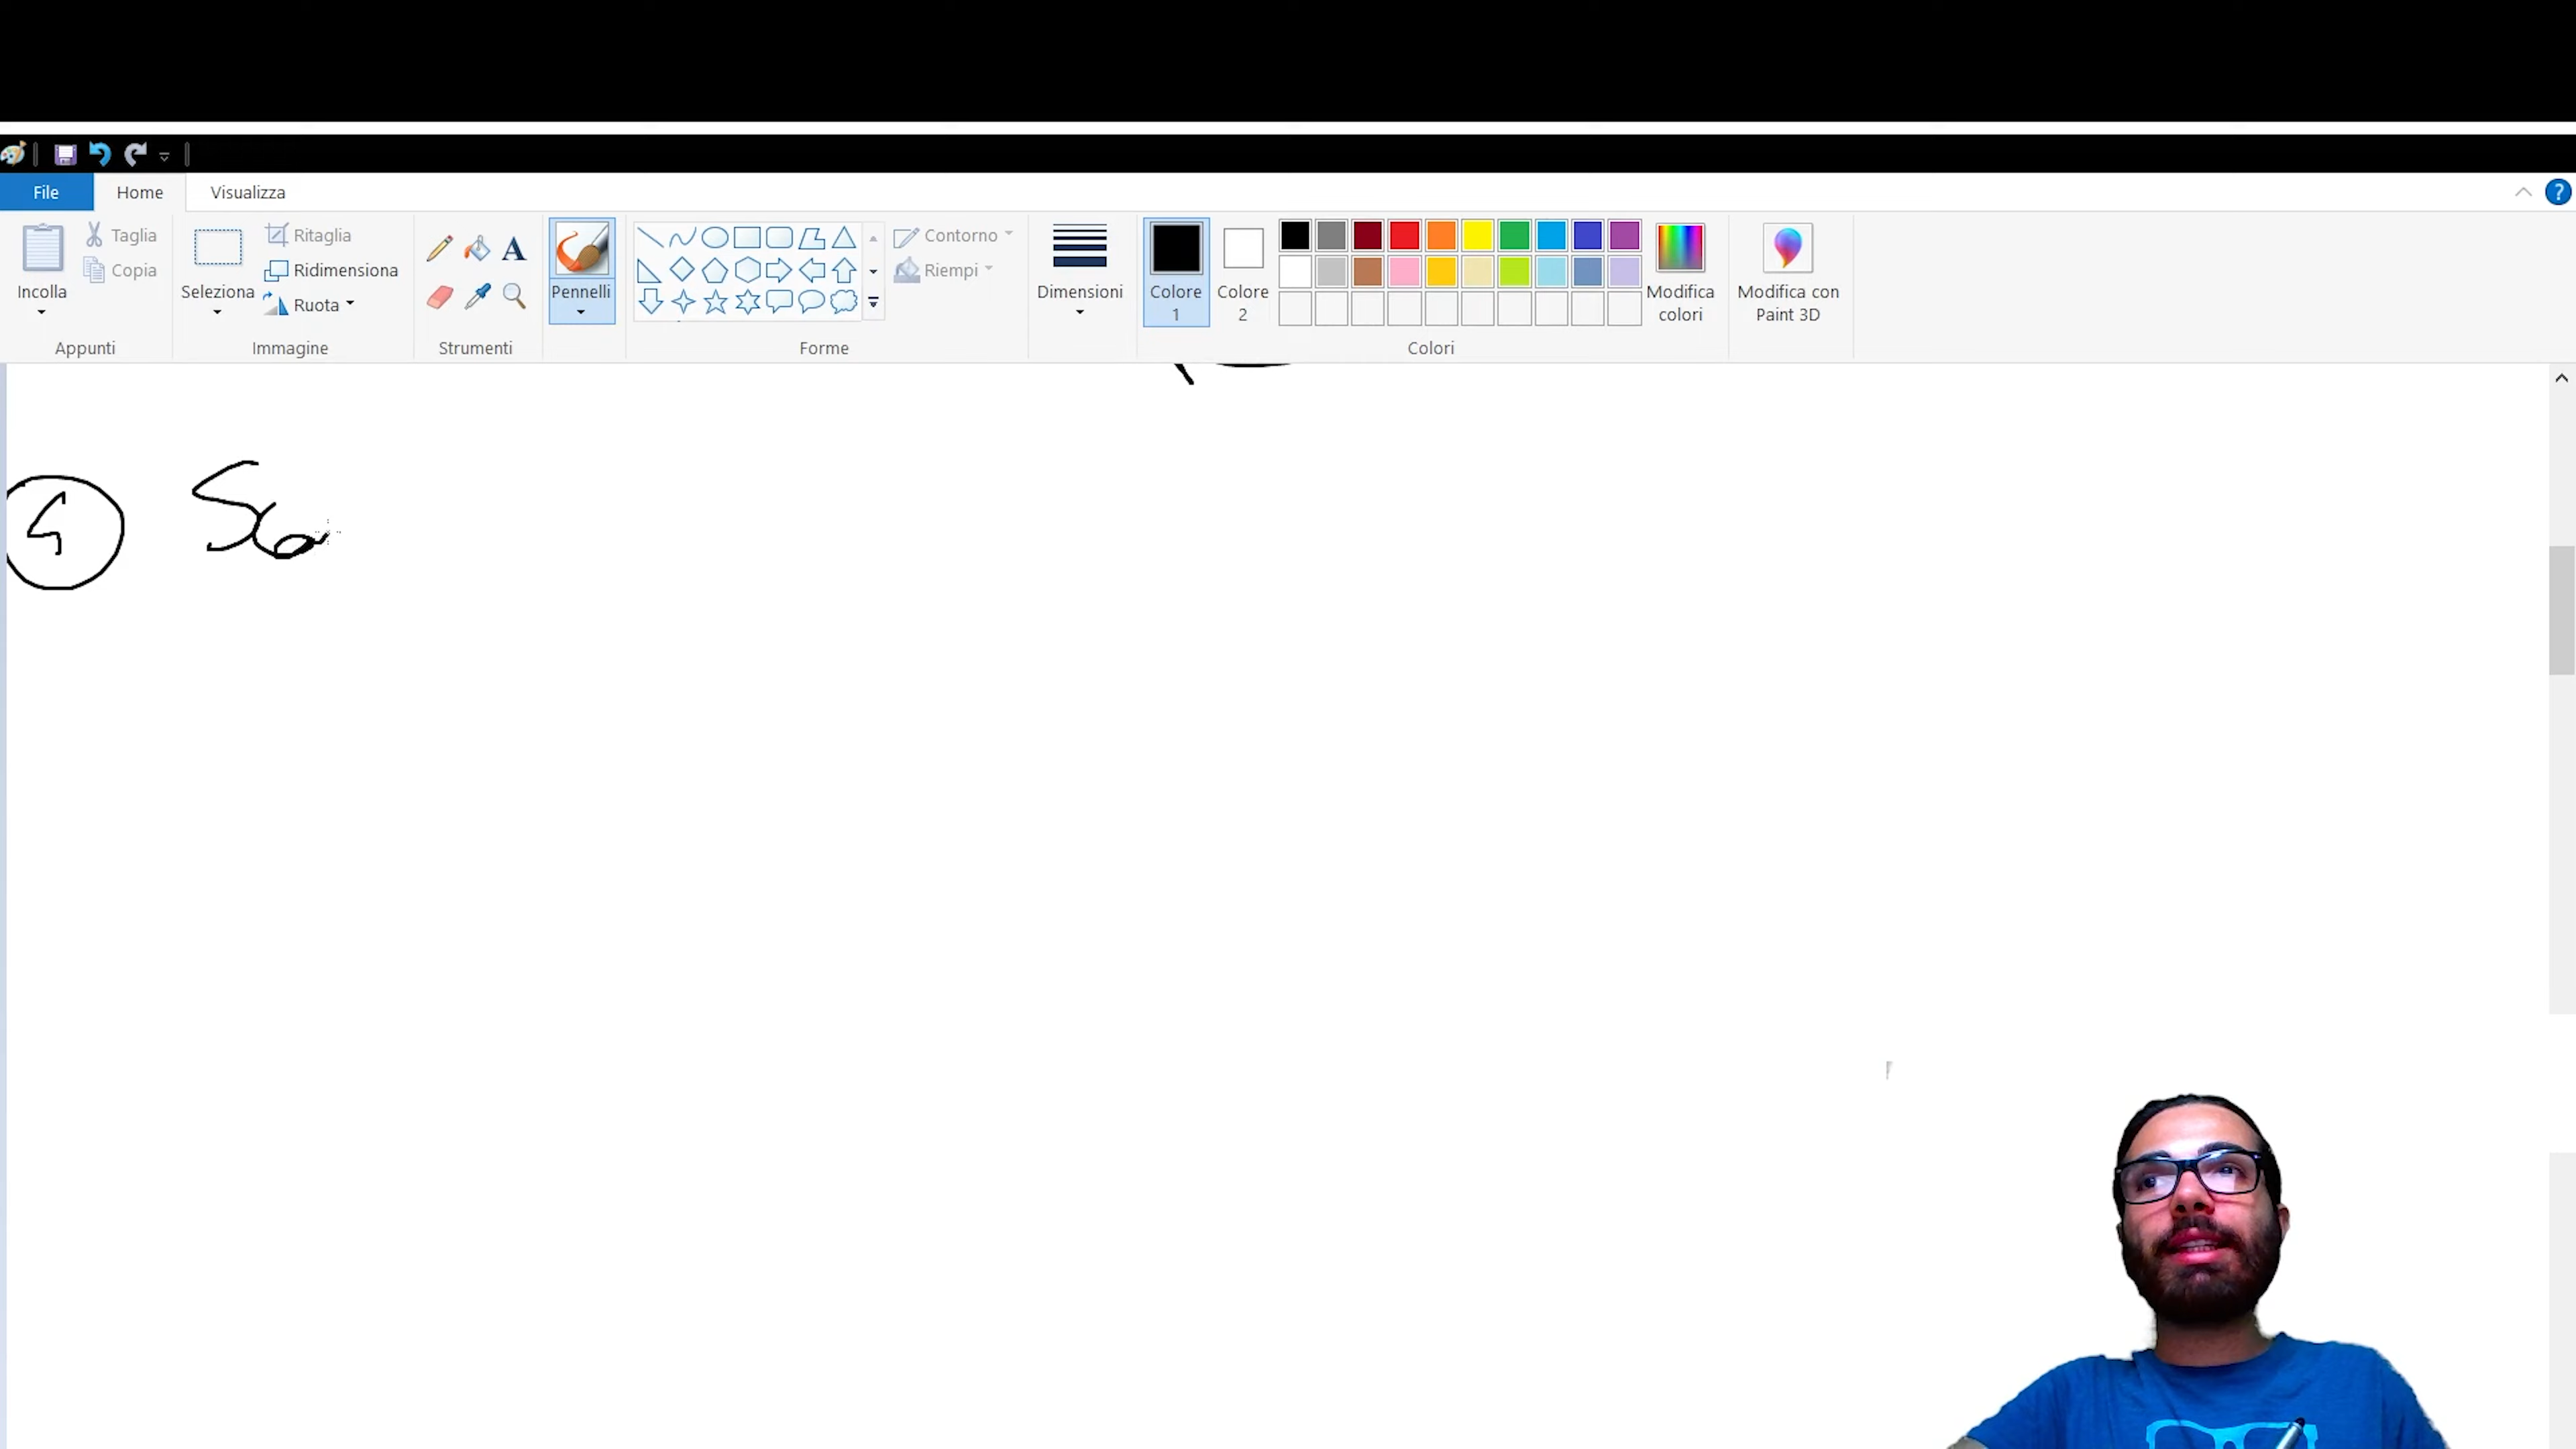 File Home Visualizza
Taglia Ritaglia Contorno
Copia Ridimensiona Riempi
Incolla Seleziona Ruota Pennelli Dimensioni Colore 1 Colore 2 Modifica colori Modifica con Paint 3D
Appunti Immagine Strumenti Forme Colori
4